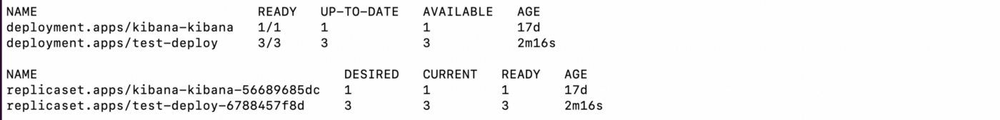 NAME READY UP-TO-DATE AVAILABLE AGE
deployment.apps/kibana-kibana 1/1 1 1 17d
deployment.apps/test-deploy 3/3 3 3 2m16s
NAME DESIRED CURRENT READY AGE
replicaset.apps/kibana-kibana-56689685dc 1 1 1 17d
replicaset.apps/test-deploy-6788457f8d 3 3 3 2m16s